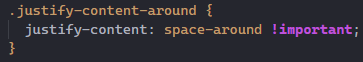 .justify-content-around {
  justify-content: space-around !important;
}